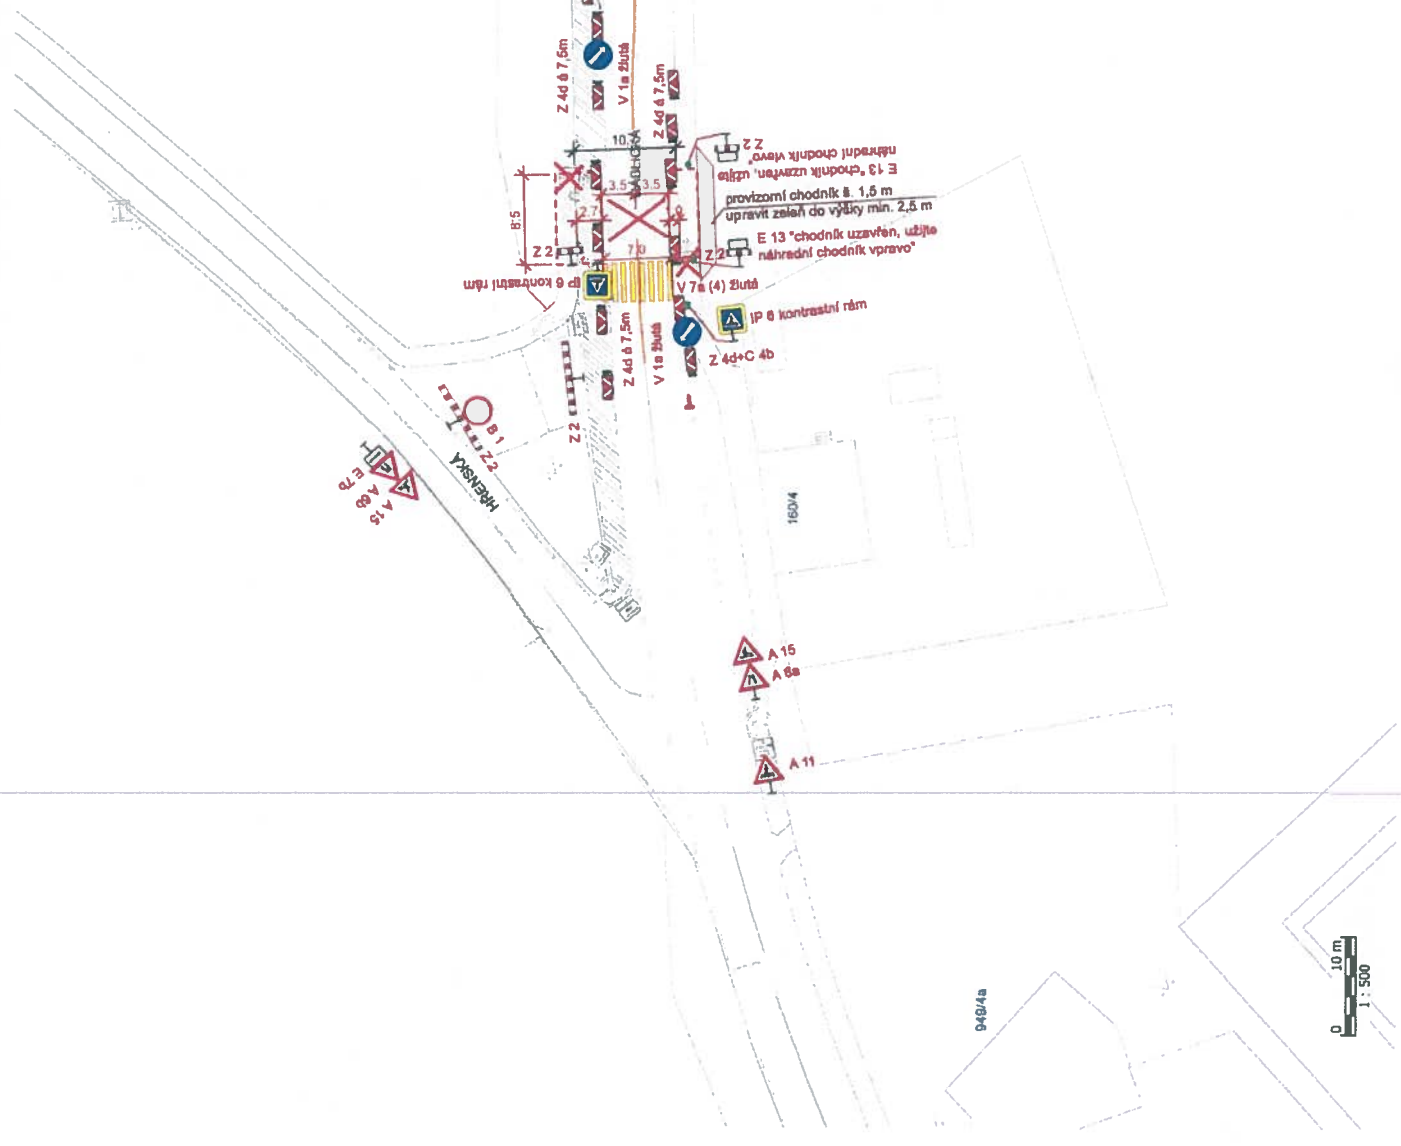 Z 4d á 7,5m
V 1a žlutá
Z 4d á 7,5m
10,
3.5
3.5
8.5
2.7
7.0
Z 2
E 13 "chodník uzavřen, užijte
náhradní chodník vlevo"
provizorní chodník š. 1,5 m
upravit zeleň do výšky min. 2,5 m
Z 2
E 13 "chodník uzavřen, užijte
náhradní chodník vpravo"
Z 2
IP 6 kontrastní rám
V 7a (4) žlutá
IP 6 kontrastní rám
Z 4d á 7,5m
V 1a žlutá
Z 4d+C 4b
Z 2
B 1
Z 2
HŘENSKÁ
E 7b
A 6b
A 15
160/4
A 15
A 6a
A 11
949/4a
0
10 m
1 : 500